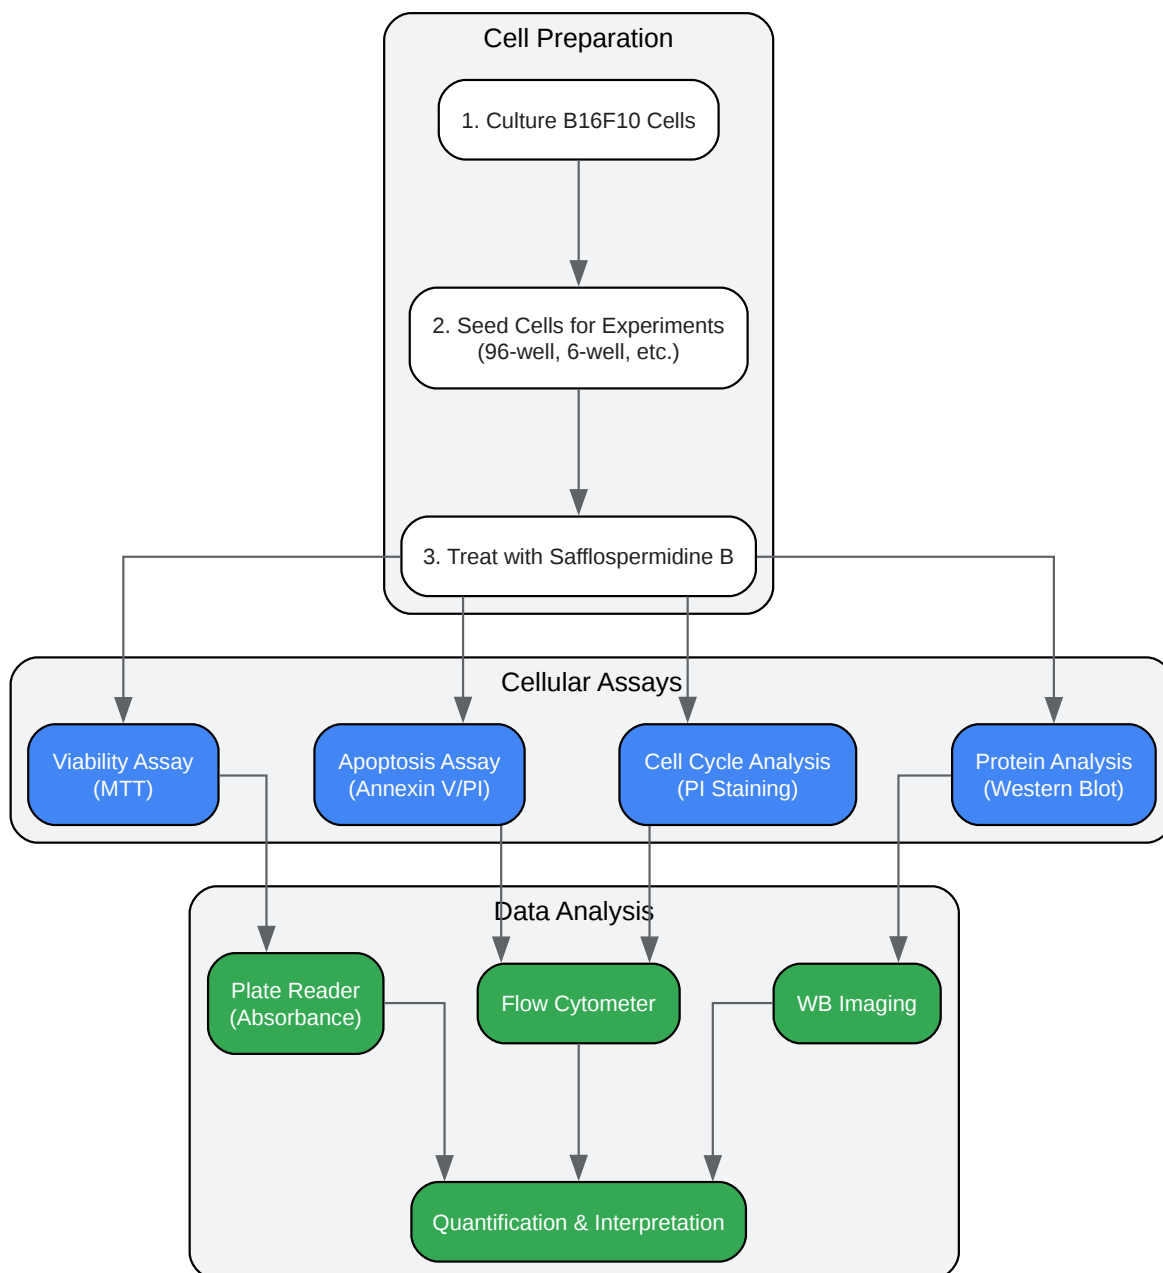 Cell Preparation
1. Culture B16F10 Cells
2. Seed Cells for Experiments
(96-well, 6-well, etc.)
3. Treat with Safflospermidine B
Cellular Assays
Viability Assay
(MTT)
Apoptosis Assay
(Annexin V/PI)
Cell Cycle Analysis
(PI Staining)
Protein Analysis
(Western Blot)
Data Analysis
Plate Reader
(Absorbance)
Flow Cytometer
WB Imaging
Quantification & Interpretation